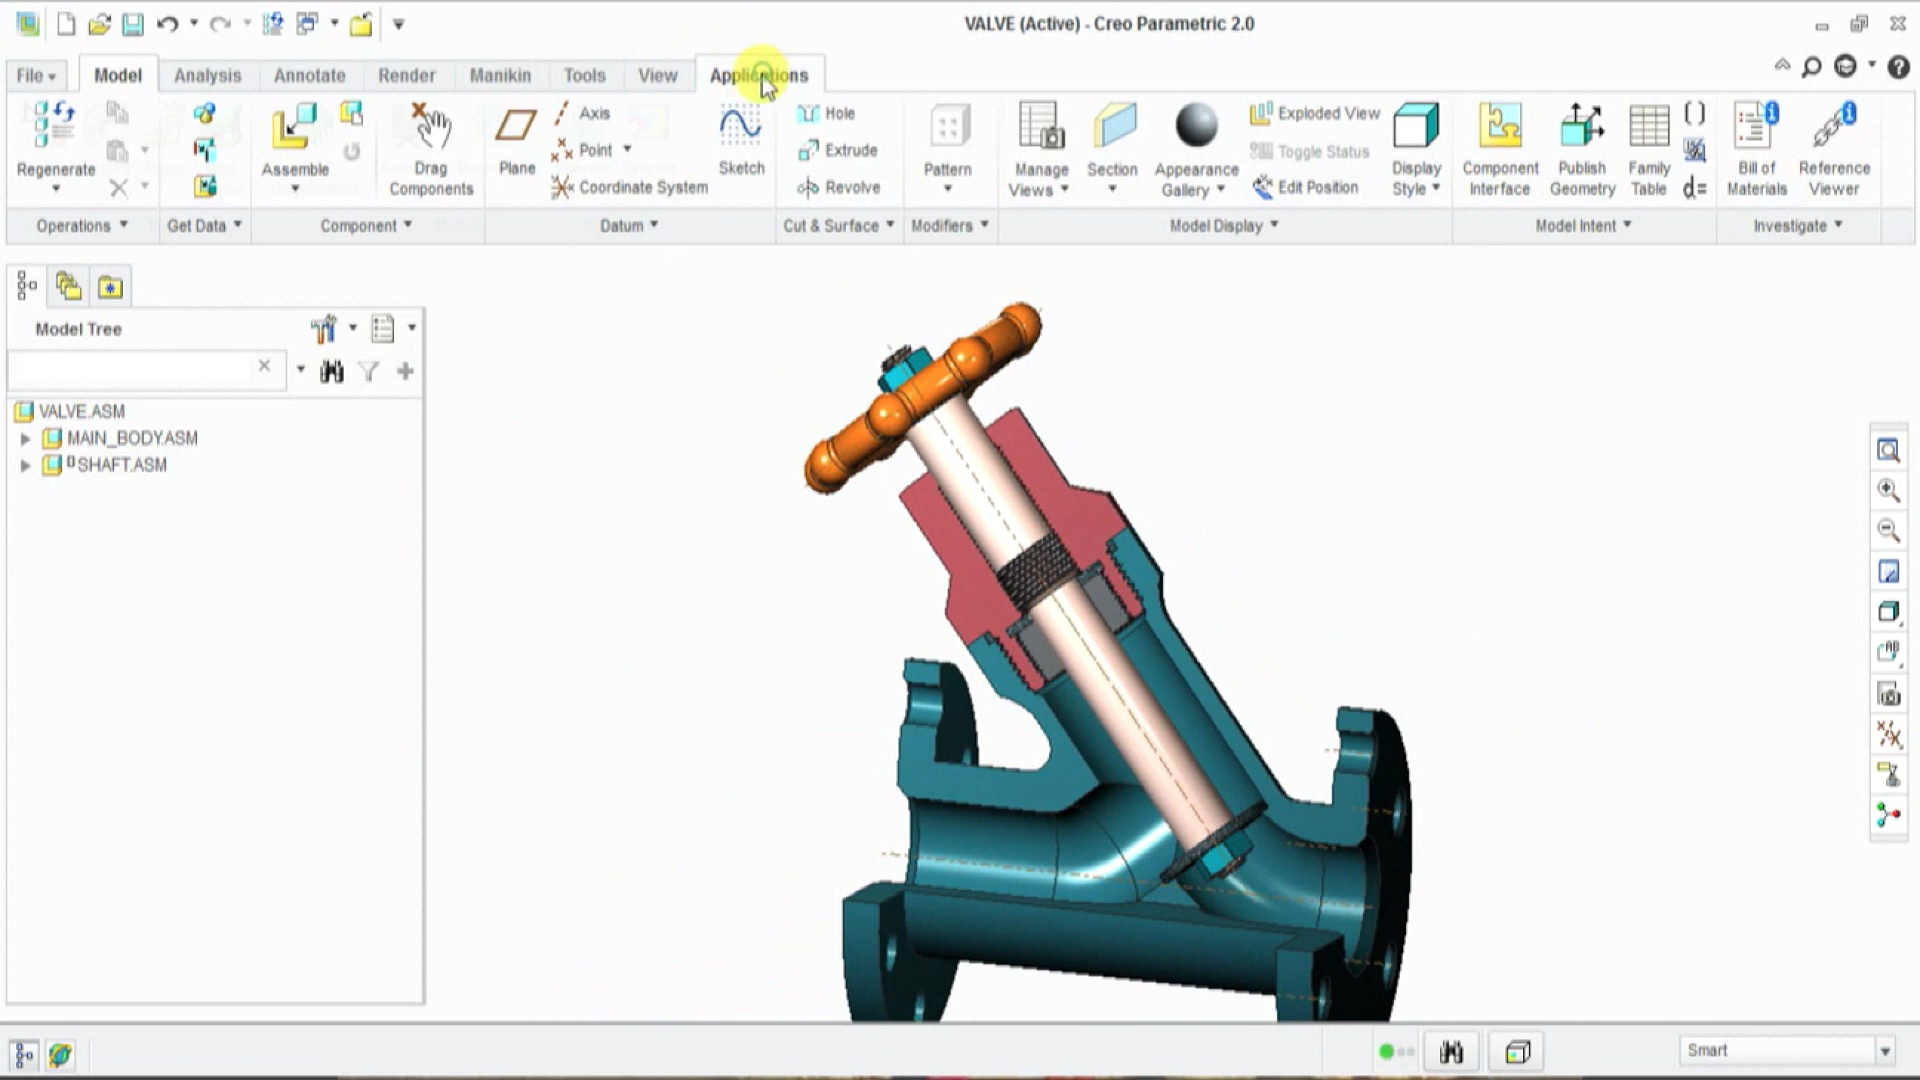 VALVE (Active) - Creo Parametric 2.0
File Model Analysis Annotate Render Manikin Tools View Applications
Regenerate
Assemble
Drag
Components
Plane
Axis
Point
Coordinate System
Sketch
Hole
Extrude
Revolve
Pattern
Manage
Views
Section
Appearance
Gallery
Exploded View
Toggle Status
Edit Position
Display
Style
Component
Interface
Publish
Geometry
Family
Table
[ ]
d=
Bill of
Materials
Reference
Viewer
Operations Get Data Component Datum Cut & Surface Modifiers Model Display Model Intent Investigate
Model Tree
VALVE.ASM
MAIN_BODY.ASM
SHAFT.ASM
Smart